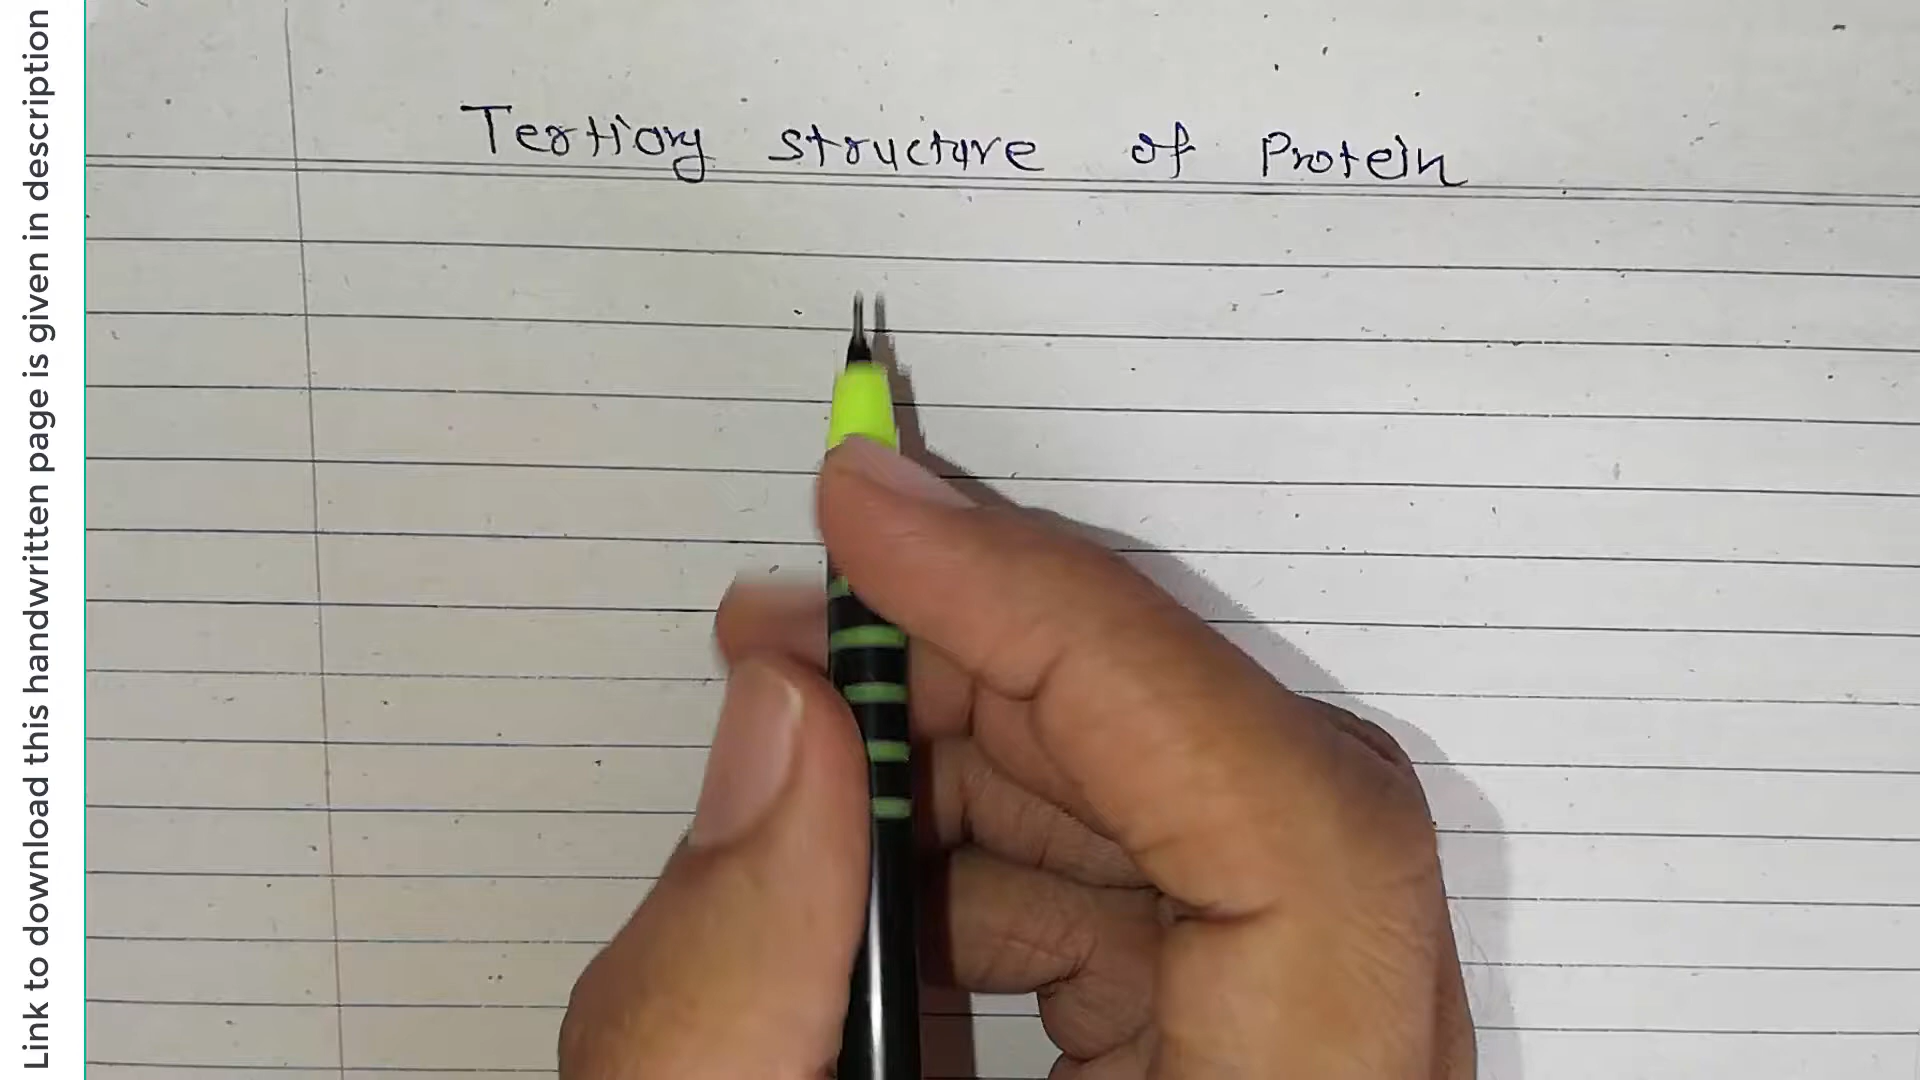 Tertiary structure of Protein
Link to download this handwritten page is given in description